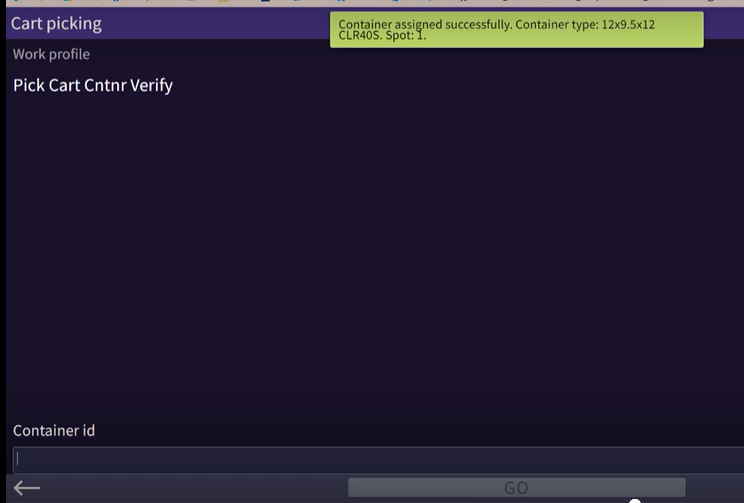 Cart picking
Container assigned successfully. Container type: 12x9.5x12
CLR40S. Spot: 1.
Work profile
Pick Cart Cntnr Verify
Container id
GO